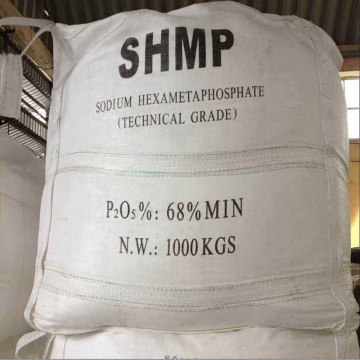 SHMP
SODIUM HEXAMETAPHOSPHATE
(TECHNICAL GRADE)
P₂O₅%: 68%MIN
N.W.: 1000KGS